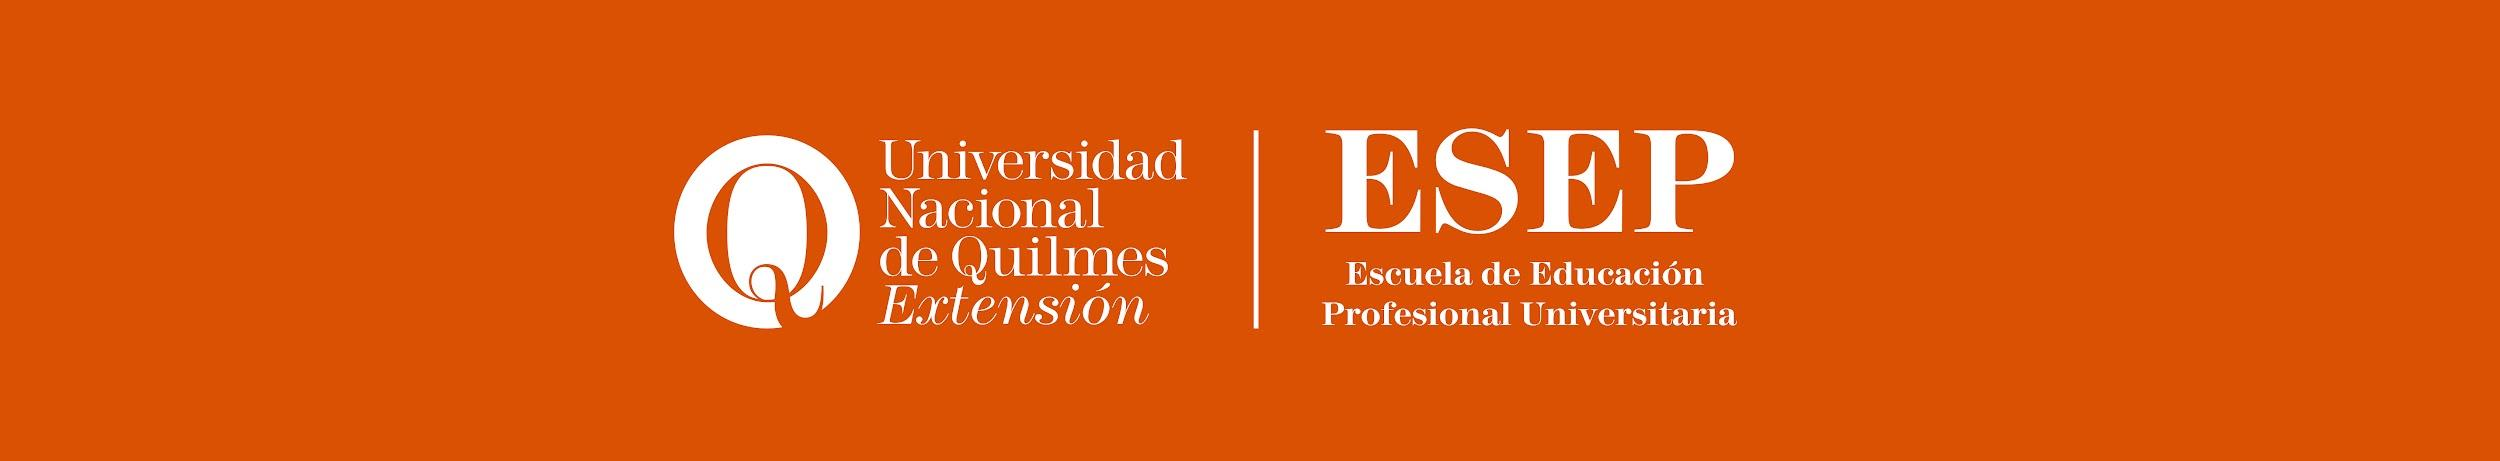 Q
Universidad
Nacional
de Quilmes
Extensión
ESEP
Escuela de Educación
Profesional Universitaria